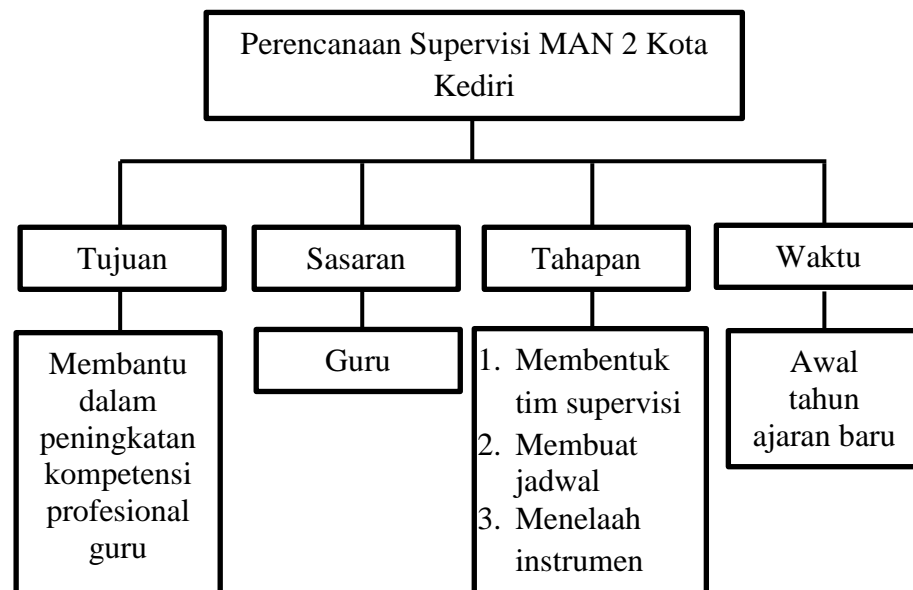 Perencanaan Supervisi MAN 2 Kota
Kediri
Tujuan
Sasaran
Tahapan
Waktu
Membantu
dalam
peningkatan
kompetensi
profesional
guru
Guru
1. Membentuk
tim supervisi
2. Membuat
jadwal
3. Menelaah
instrumen
Awal
tahun
ajaran baru